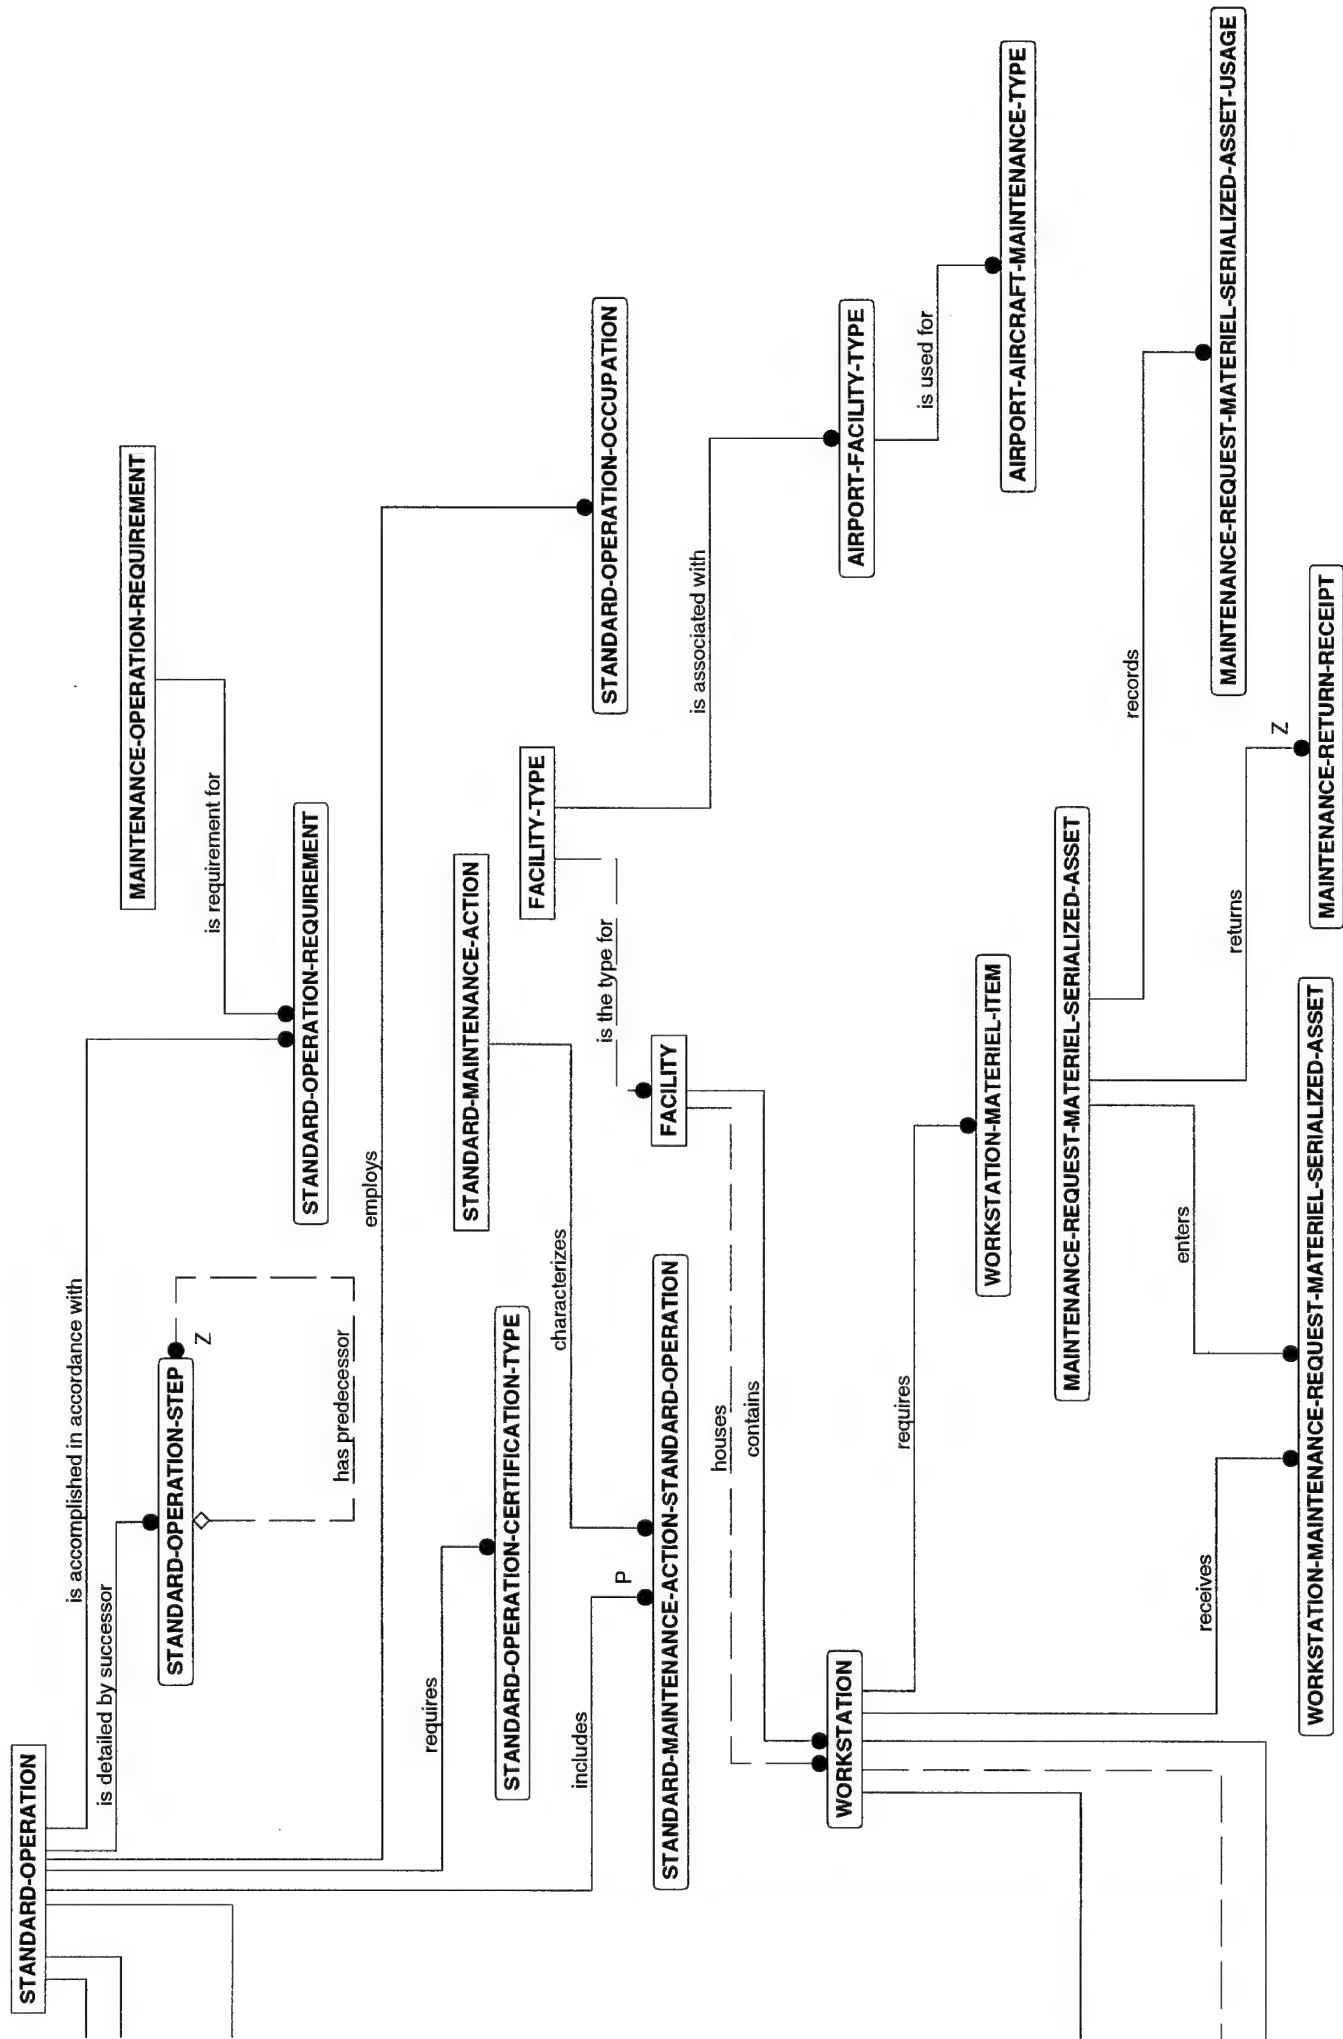 STANDARD-OPERATION
is accomplished in accordance with
is detailed by successor
STANDARD-OPERATION-STEP
Z
has predecessor
MAINTENANCE-OPERATION-REQUIREMENT
is requirement for
STANDARD-OPERATION-REQUIREMENT
employs
STANDARD-OPERATION-OCCUPATION
requires
STANDARD-OPERATION-CERTIFICATION-TYPE
STANDARD-MAINTENANCE-ACTION
characterizes
includes
P
STANDARD-MAINTENANCE-ACTION-STANDARD-OPERATION
FACILITY-TYPE
is the type for
is associated with
FACILITY
houses
contains
AIRPORT-FACILITY-TYPE
is used for
AIRPORT-AIRCRAFT-MAINTENANCE-TYPE
WORKSTATION
requires
WORKSTATION-MATERIEL-ITEM
MAINTENANCE-REQUEST-MATERIEL-SERIALIZED-ASSET
records
MAINTENANCE-REQUEST-MATERIEL-SERIALIZED-ASSET-USAGE
receives
enters
returns
Z
WORKSTATION-MAINTENANCE-REQUEST-MATERIEL-SERIALIZED-ASSET
MAINTENANCE-RETURN-RECEIPT